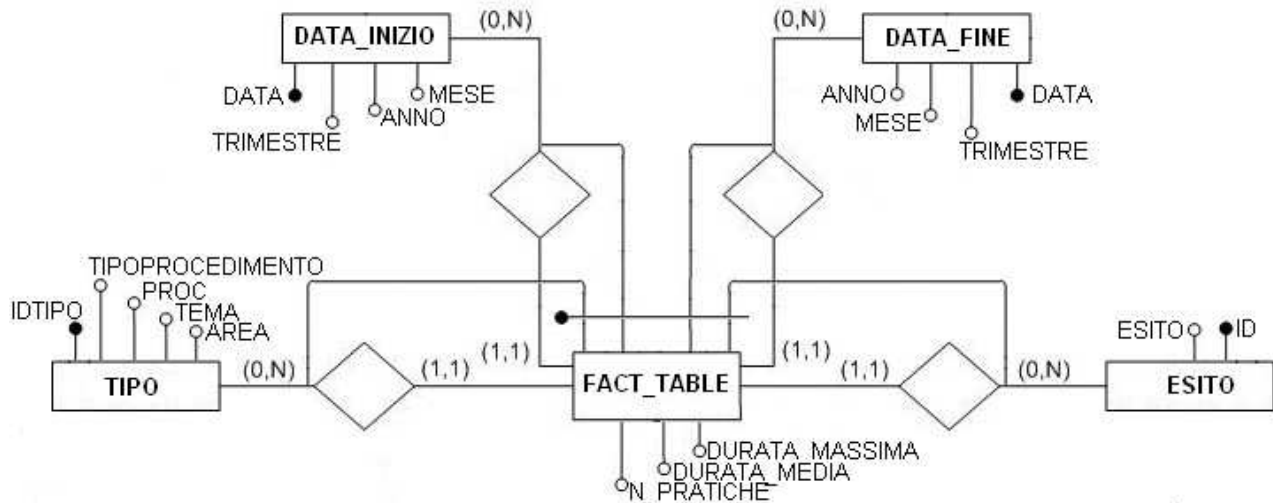 (0,N)
(0,N)
DATA_INIZIO
DATA_FINE
DATA
MESE
ANNO
TRIMESTRE
ANNO
MESE
DATA
TRIMESTRE
TIPOPROCEDIMENTO
PROC
TEMA
AREA
IDTIPO
ESITO
ID
(1,1)
(1,1)
TIPO
(0,N)
(1,1)
FACT_TABLE
(1,1)
(0,N)
ESITO
DURATA_MASSIMA
DURATA_MEDIA
N_PRATICHE